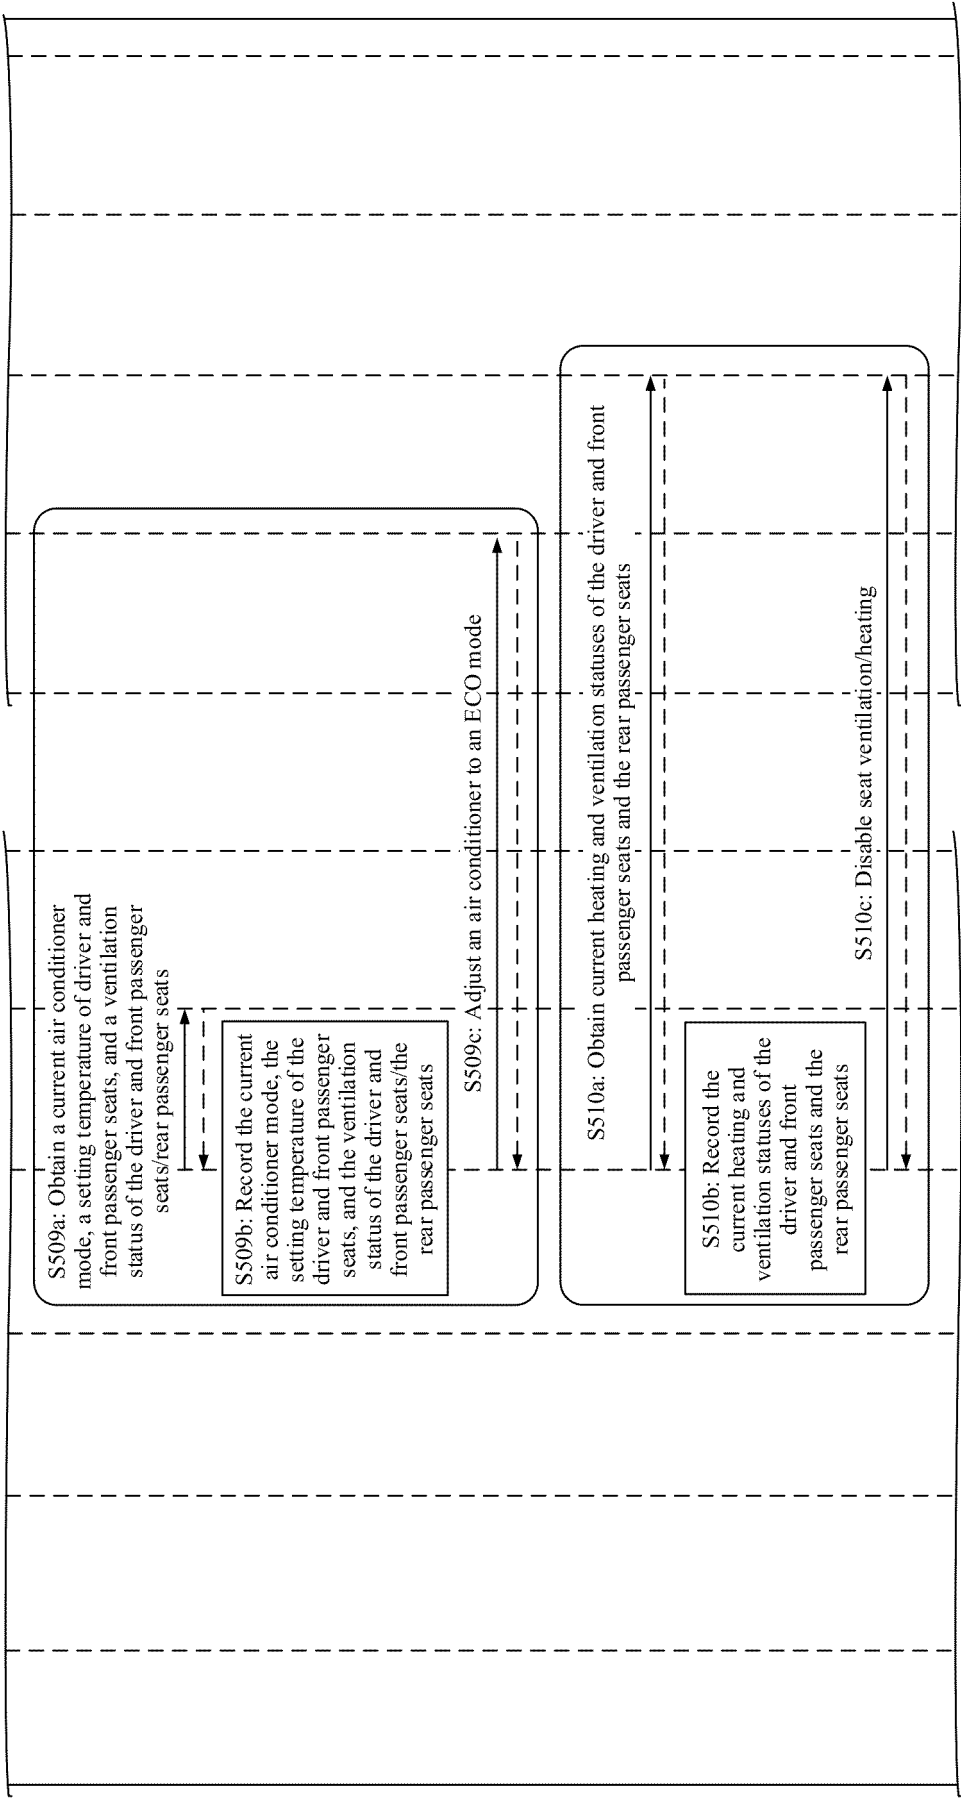 S509a: Obtain a current air conditioner
mode, a setting temperature of driver and
front passenger seats, and a ventilation
status of the driver and front passenger
seats/rear passenger seats
S509b: Record the current
air conditioner mode, the
setting temperature of the
driver and front passenger
seats, and the ventilation
status of the driver and
front passenger seats/the
rear passenger seats
S509c: Adjust an air conditioner to an ECO mode
S510a: Obtain current heating and ventilation statuses of the driver and front
passenger seats and the rear passenger seats
S510b: Record the
current heating and
ventilation statuses of the
driver and front
passenger seats and the
rear passenger seats
S510c: Disable seat ventilation/heating